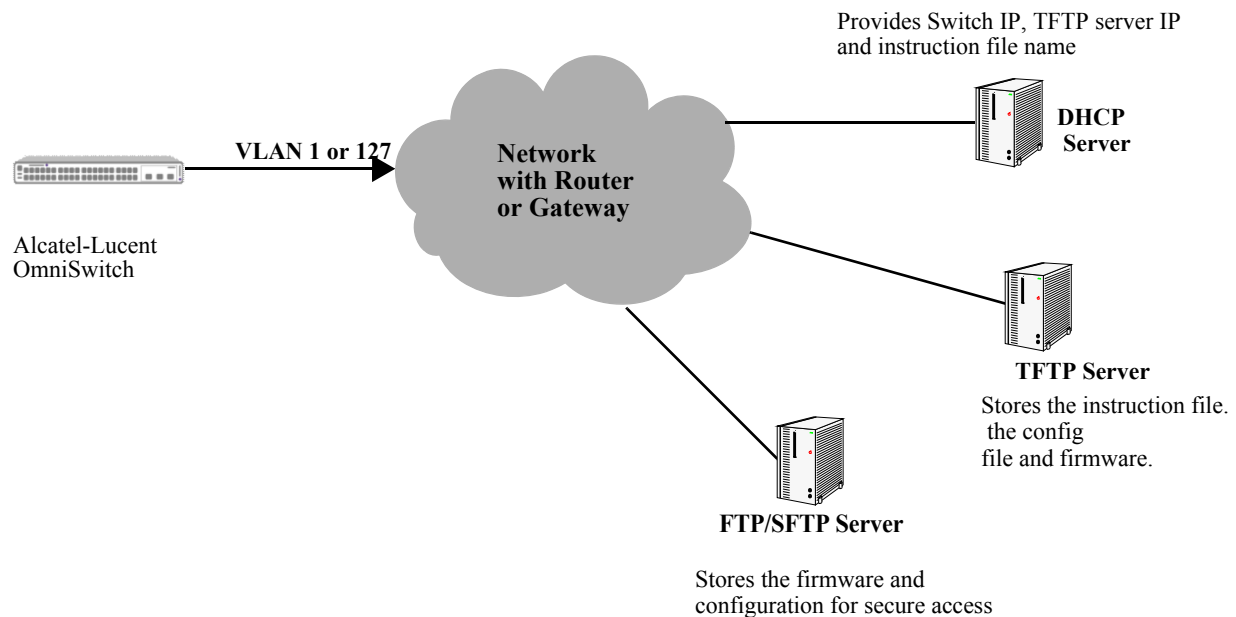 Provides Switch IP, TFTP server IP
and instruction file name
DHCP
Server
VLAN 1 or 127
Network
with Router
or Gateway
Alcatel-Lucent
OmniSwitch
TFTP Server
Stores the instruction file.
the config
file and firmware.
FTP/SFTP Server
Stores the firmware and
configuration for secure access